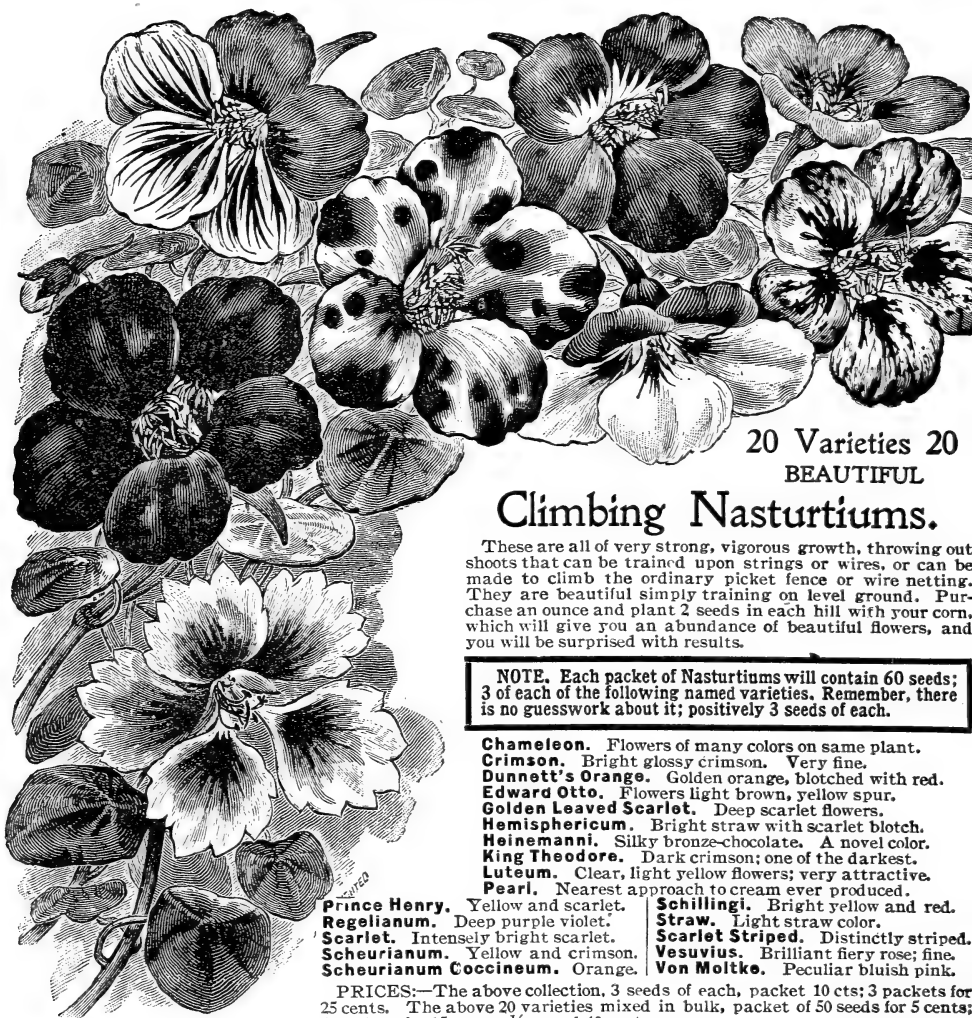 20 Varieties 20
BEAUTIFUL
Climbing Nasturtiums.
These are all of very strong, vigorous growth, throwing out
shoots that can be trained upon strings or wires, or can be
made to climb the ordinary picket fence or wire netting.
They are beautiful simply training on level ground. Pur-
chase an ounce and plant 2 seeds in each hill with your corn,
which will give you an abundance of beautiful flowers, and
you will be surprised with results.
NOTE. Each packet of Nasturtiums will contain 60 seeds;
3 of each of the following named varieties. Remember, there
is no guesswork about it; positively 3 seeds of each.
Chameleon. Flowers of many colors on same plant.
Crimson. Bright glossy crimson. Very fine.
Dunnett's Orange. Golden orange, blotched with red.
Edward Otto. Flowers light brown, yellow spur.
Golden Leaved Scarlet. Deep scarlet flowers.
Hemisphericum. Bright straw with scarlet blotch.
Heinemanni. Silky bronze-chocolate. A novel color.
King Theodore. Dark crimson; one of the darkest.
Luteum. Clear, light yellow flowers; very attractive.
Pearl. Nearest approach to cream ever produced.
Prince Henry. Yellow and scarlet.
Regelianum. Deep purple violet.
Scarlet. Intensely bright scarlet.
Scheurianum. Yellow and crimson.
Scheurianum Coccineum. Orange.
Schillingi. Bright yellow and red.
Straw. Light straw color.
Scarlet Striped. Distinctly striped.
Vesuvius. Brilliant fiery rose; fine.
Von Moltke. Peculiar bluish pink.
PRICES:—The above collection, 3 seeds of each, packet 10 cts; 3 packets for
25 cents. The above 20 varieties mixed in bulk, packet of 50 seeds for 5 cents;